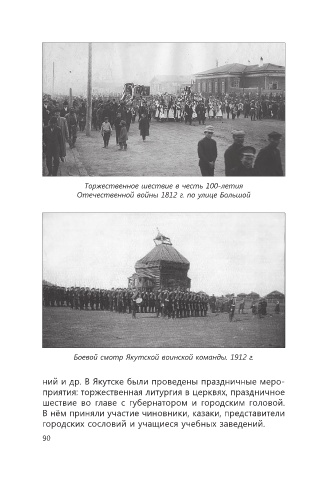 Торжественное шествие в честь 100-летия
Отечественной войны 1812 г. по улице Большой
Боевой смотр Якутской воинской команды. 1912 г.
ний и др. В Якутске были проведены праздничные меро-
приятия: торжественная литургия в церквях, праздничное
шествие во главе с губернатором и городским головой.
В нём приняли участие чиновники, казаки, представители
городских сословий и учащиеся учебных заведений.
90